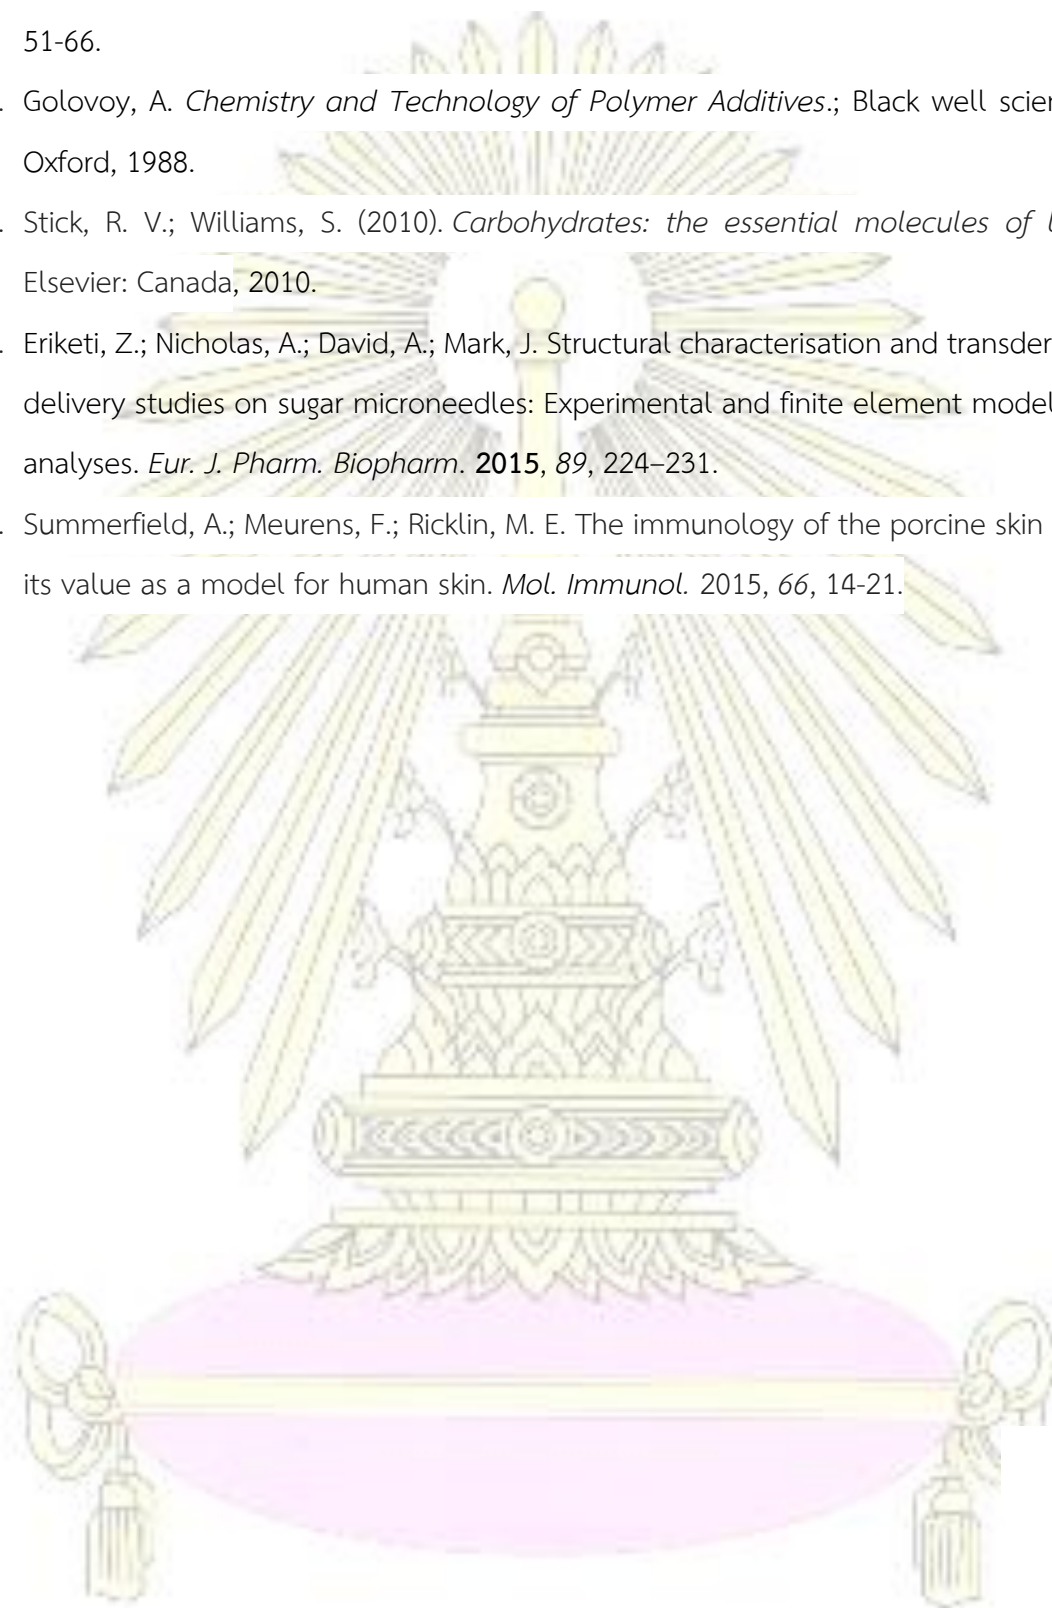 51-66.
. Golovoy, A. Chemistry and Technology of Polymer Additives.; Black well scien
Oxford, 1988.
. Stick, R. V.; Williams, S. (2010). Carbohydrates: the essential molecules of l
Elsevier: Canada, 2010.
. Eriketi, Z.; Nicholas, A.; David, A.; Mark, J. Structural characterisation and transder
delivery studies on sugar microneedles: Experimental and finite element model
analyses. Eur. J. Pharm. Biopharm. 2015, 89, 224–231.
. Summerfield, A.; Meurens, F.; Ricklin, M. E. The immunology of the porcine skin
its value as a model for human skin. Mol. Immunol. 2015, 66, 14-21.